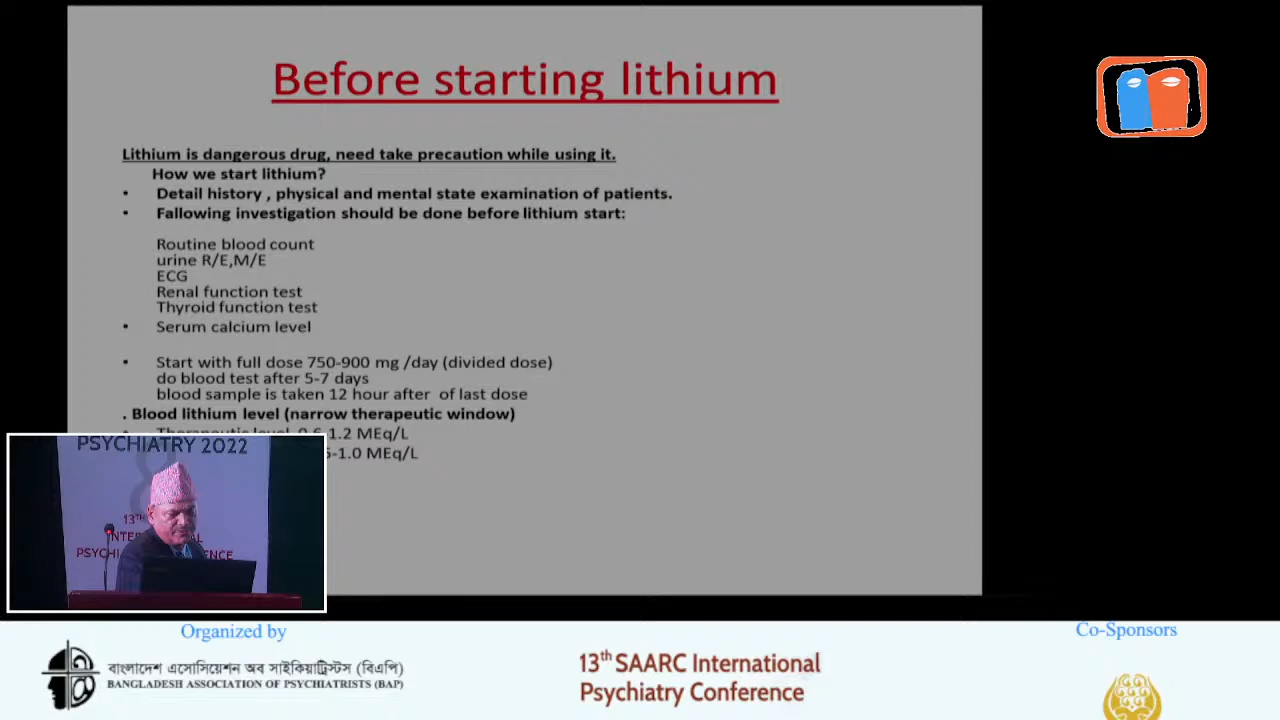 Before starting lithium
Lithium is dangerous drug, need take precaution while using it.
How we start lithium?
• Detail history , physical and mental state examination of patients.
• Fallowing investigation should be done before lithium start:
Routine blood count
urine R/E,M/E
ECG
Renal function test
Thyroid function test
• Serum calcium level
• Start with full dose 750-900 mg /day (divided dose)
do blood test after 5-7 days
blood sample is taken 12 hour after of last dose
. Blood lithium level (narrow therapeutic window)
• Therapeutic level 0.6-1.2 MEq/L
-1.0 MEq/L
PSYCHIATRY 2022
13TH
Organized by
বাংলাদেশ এসোসিয়েশন অব সাইকিয়াট্রিস্টস (বিএপি)
BANGLADESH ASSOCIATION OF PSYCHIATRISTS (BAP)
13th SAARC International
Psychiatry Conference
Co-Sponsors